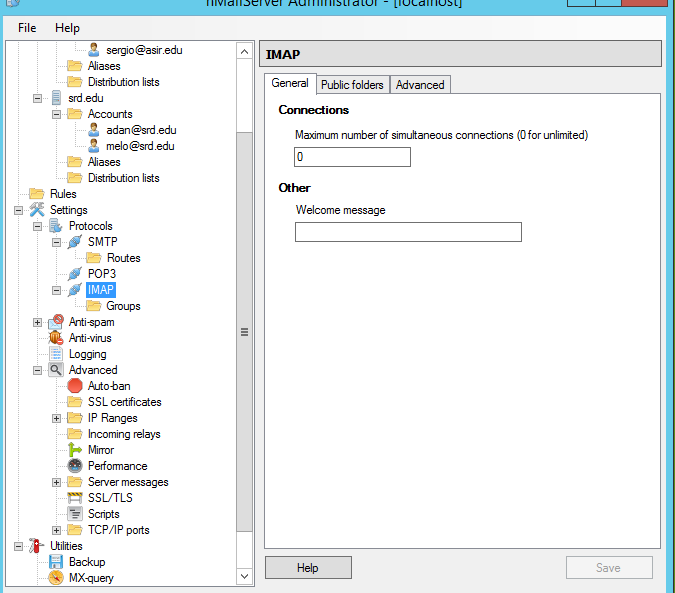 hMailServer Administrator - [localhost]
File Help
sergio@asir.edu
Aliases
Distribution lists
srd.edu
Accounts
adan@srd.edu
melo@srd.edu
Aliases
Distribution lists
Rules
Settings
Protocols
SMTP
Routes
POP3
IMAP
Groups
Anti-spam
Anti-virus
Logging
Advanced
Auto-ban
SSL certificates
IP Ranges
Incoming relays
Mirror
Performance
Server messages
SSL/TLS
Scripts
TCP/IP ports
Utilities
Backup
MX-query
IMAP
General Public folders Advanced
Connections
Maximum number of simultaneous connections (0 for unlimited)
0
Other
Welcome message
Help Save